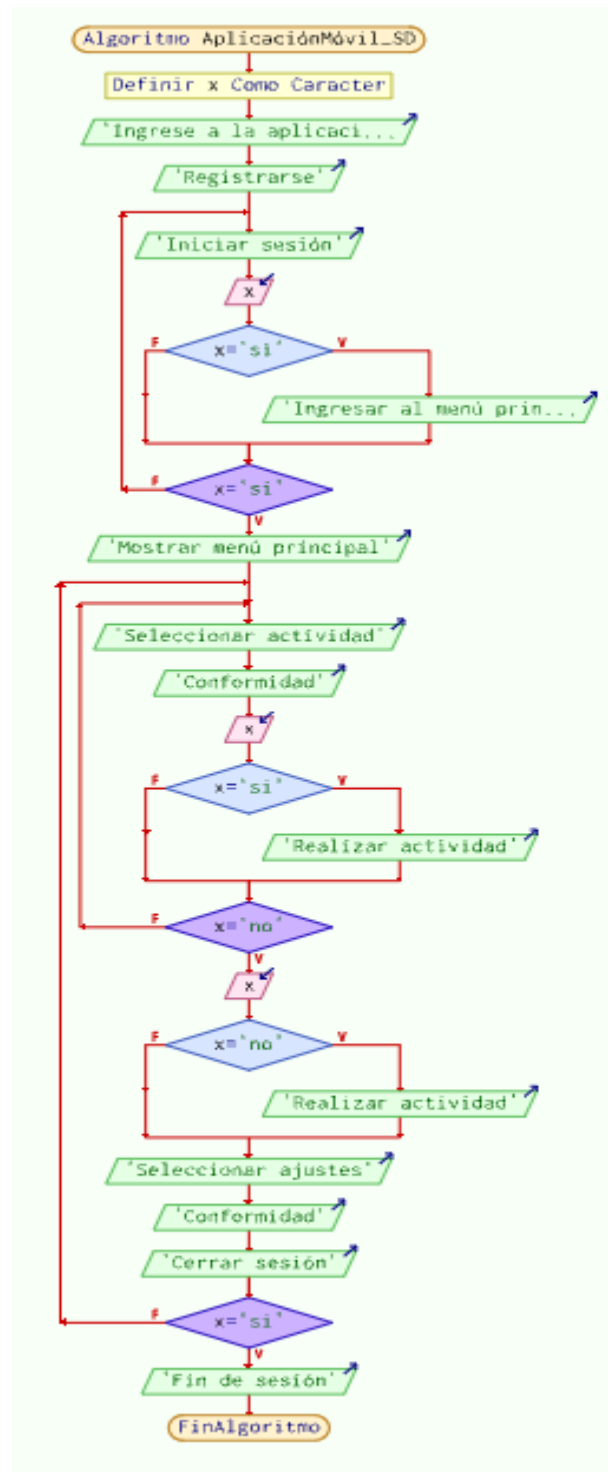 Algoritmo AplicaciónMóvil_SD
Definir x Como Caracter
'Ingrese a la aplicaci...
'Registrarse'
'Iniciar sesión'
x
F
x='si'
V
'Ingresar al menú prin...
F
x='si'
V
'Mostrar menú principal'
'Seleccionar actividad'
'Conformidad'
x
F
x='si'
V
'Realizar actividad'
F
x='no'
V
x
F
x='no'
V
'Realizar actividad'
'Seleccionar ajustes'
'Conformidad'
'Cerrar sesión'
F
x='si'
V
'Fin de sesión'
FinAlgoritmo